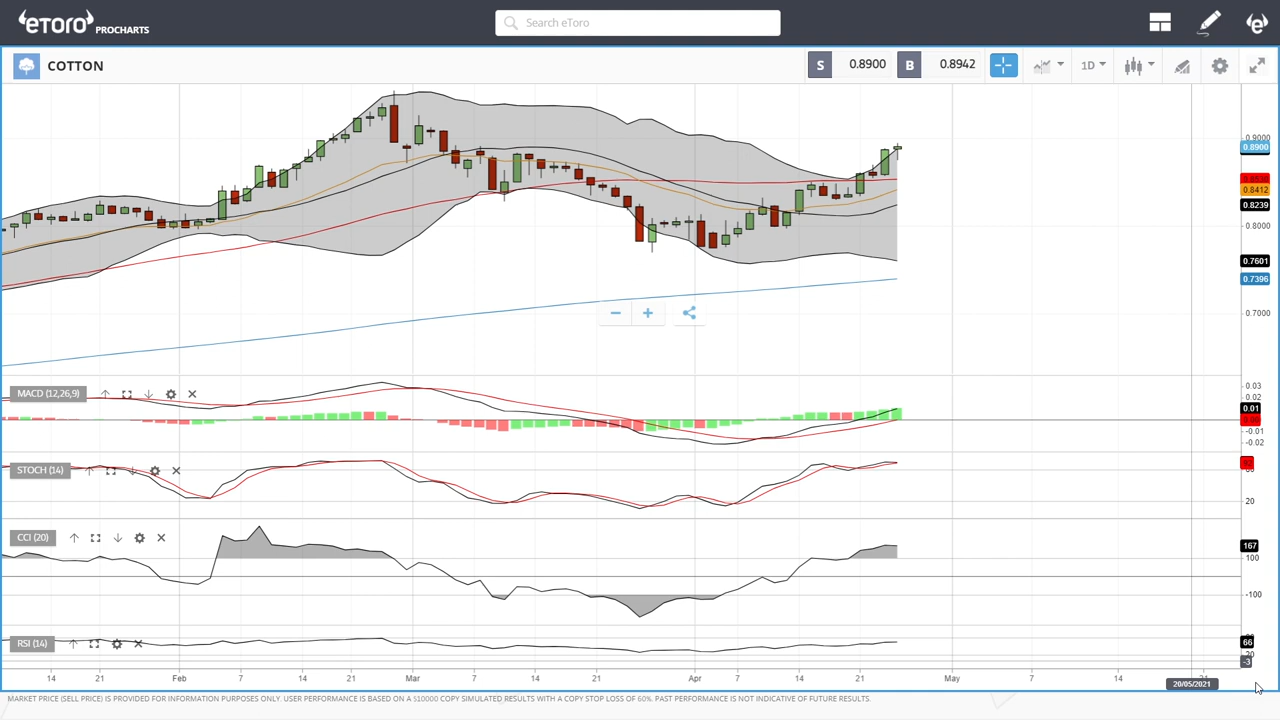 eToro PROCHARTS
Search eToro
COTTON
S 0.8900 B 0.8942
1D
0.9000
0.8900
0.8412
0.8239
0.8000
0.7601
0.7396
0.7000
MACD (12,26,9)
0.03
0.02
0.01
-0.01
-0.02
STOCH (14)
20
CCI (20)
167
100
-100
RSI (14)
66
-3
14 21 Feb 7 14 21 Mar 7 14 21 Apr 7 14 21 May 7 14
20/05/2021
MARKET PRICE (SELL PRICE) IS PROVIDED FOR INFORMATION PURPOSES ONLY. USER PERFORMANCE IS BASED ON A $10000 COPY SIMULATED RESULTS WITH A COPY STOP LOSS OF 60%. PAST PERFORMANCE IS NOT INDICATIVE OF FUTURE RESULTS.